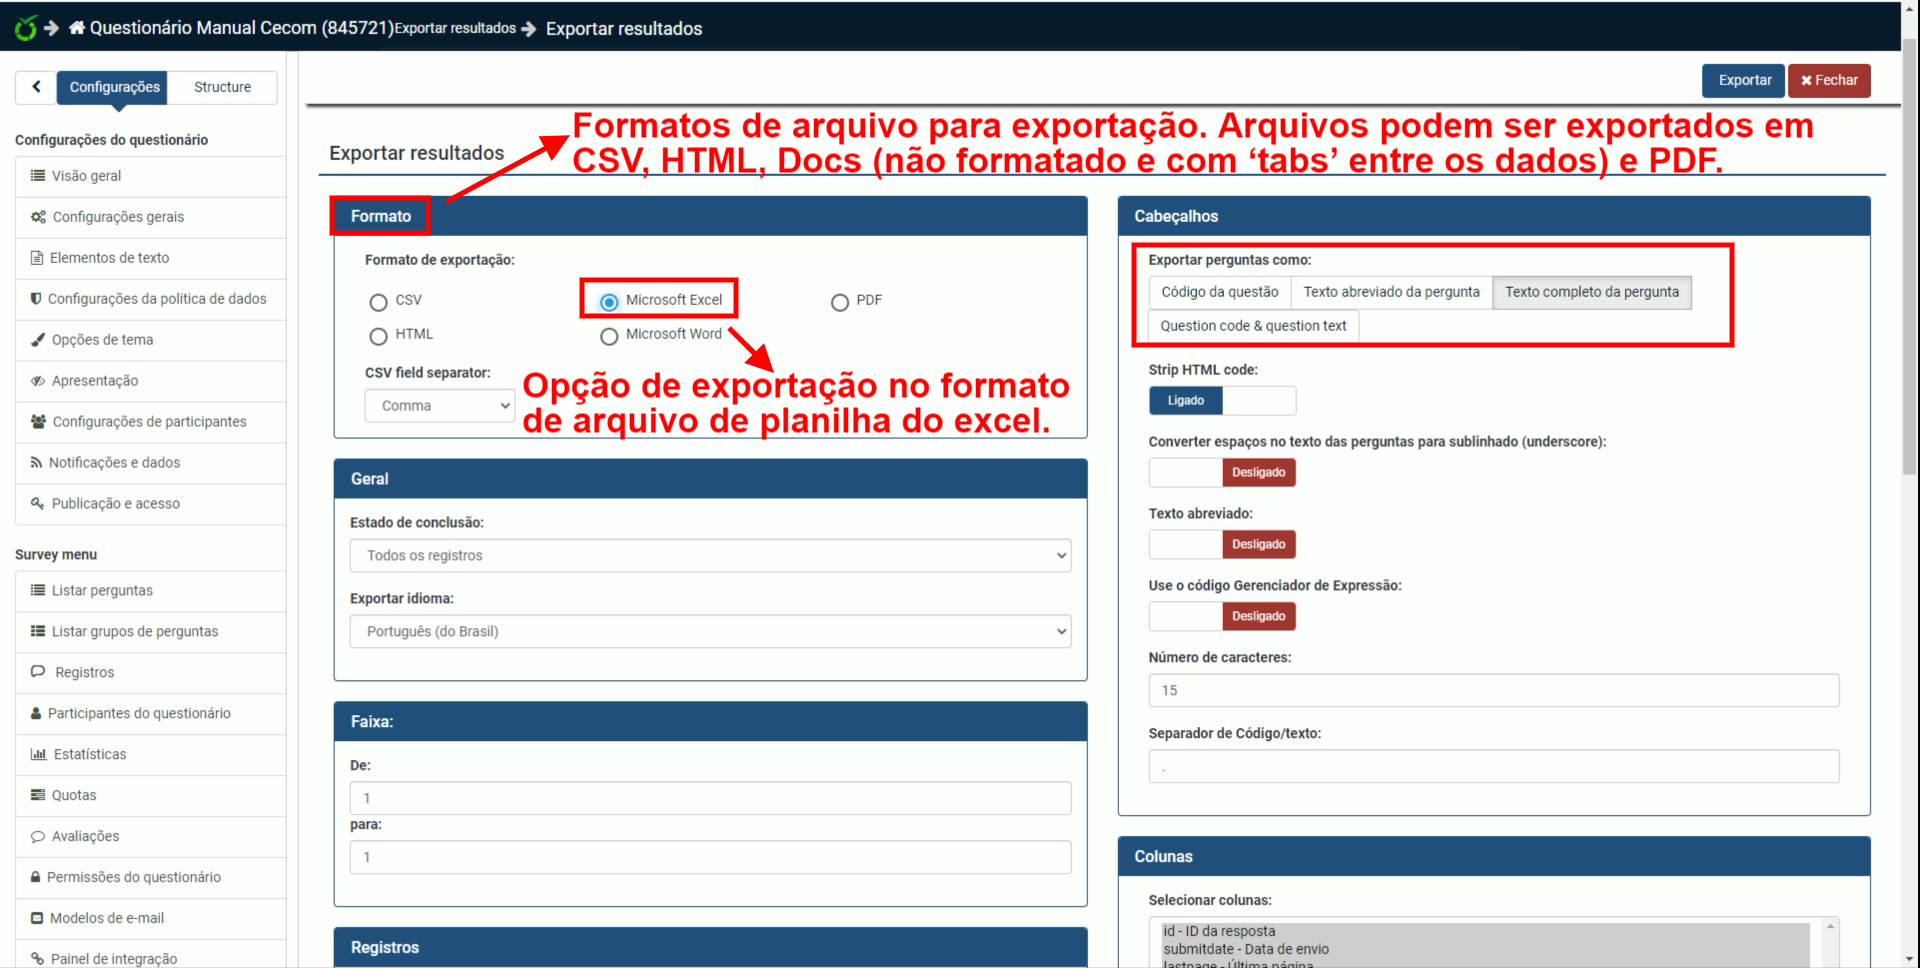 Questionário Manual Cecom (845721)Exportar resultados Exportar resultados
Configurações Structure
Exportar Fechar
Configurações do questionário
Visão geral
Configurações gerais
Elementos de texto
Configurações da politica de dados
Opções de tema
Apresentação
Configurações de participantes
Notificações e dados
Publicação e acesso
Survey menu
Listar perguntas
Listar grupos de perguntas
Registros
Participantes do questionário
Estatísticas
Quotas
Avaliações
Permissões do questionário
Modelos de e-mail
Painel de integração
Exportar resultados
Formatos de arquivo para exportação. Arquivos podem ser exportados em
CSV, HTML, Docs (não formatado e com ‘tabs’ entre os dados) e PDF.
Formato
Formato de exportação:
CSV Microsoft Excel PDF
HTML Microsoft Word
CSV field separator:
Comma
Opção de exportação no formato
de arquivo de planilha do excel.
Geral
Estado de conclusão:
Todos os registros
Exportar idioma:
Português (do Brasil)
Faixa:
De:
1
para:
1
Registros
Cabeçalhos
Exportar perguntas como:
Código da questão Texto abreviado da pergunta Texto completo da pergunta
Question code & question text
Strip HTML code:
Ligado
Converter espaços no texto das perguntas para sublinhado (underscore):
Desligado
Texto abreviado:
Desligado
Use o código Gerenciador de Expressão:
Desligado
Número de caracteres:
15
Separador de Código/texto:
.
Colunas
Selecionar colunas:
id - ID da resposta
submitdate - Data de envio
lastpage - Última página